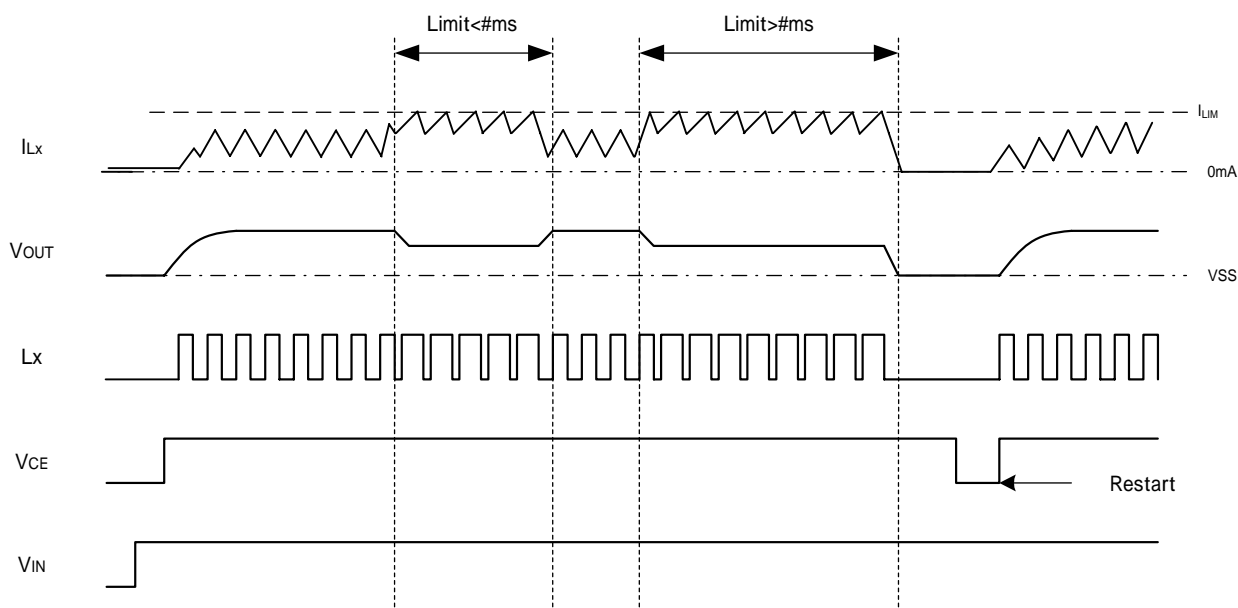 Limit<#ms
Limit>#ms
ILIM
ILx
0mA
VOUT
VSS
Lx
VCE
Restart
VIN